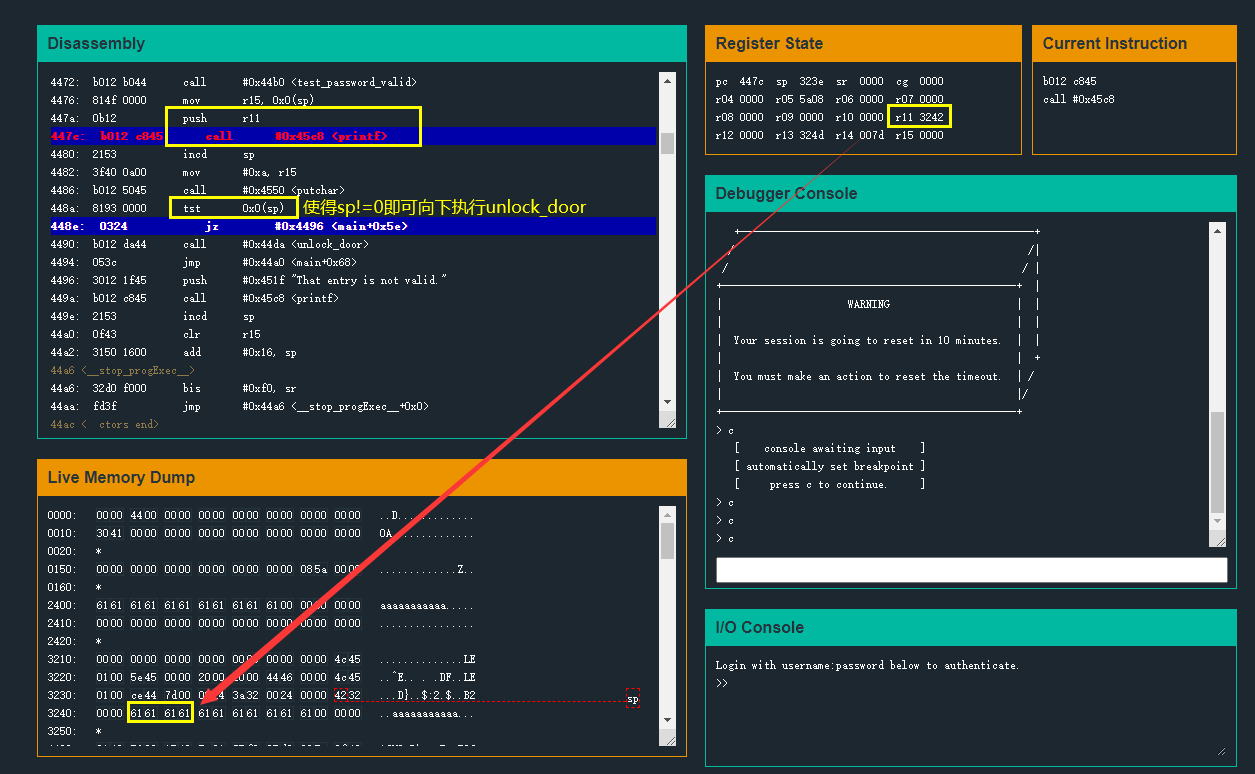 Disassembly
4472: b012 b044 call #0x44b0 <test_password_valid>
4476: 814f 0000 mov r15, 0x0(sp)
447a: 0b12 push r11
447c: b012 c845 call #0x45c8 <printf>
4480: 2153 incd sp
4482: 3f40 0a00 mov #0xa, r15
4486: b012 5045 call #0x4550 <putchar>
448a: 8193 0000 tst 0x0(sp) 使得sp!=0即可向下执行unlock_door
448e: 0324 jz #0x4496 <main+0x5e>
4490: b012 da44 call #0x44da <unlock_door>
4494: 053c jmp #0x44a0 <main+0x68>
4496: 3012 1f45 push #0x451f "That entry is not valid."
449a: b012 c845 call #0x45c8 <printf>
449e: 2153 incd sp
44a0: 0f43 clr r15
44a2: 3150 1600 add #0x16, sp
44a6 <__stop_progExec__>
44a6: 32d0 f000 bis #0xf0, sr
44aa: fd3f jmp #0x44a6 <__stop_progExec__+0x0>
44ac < ctors end>
Live Memory Dump
0000: 0000 4400 0000 0000 0000 0000 0000 0000 ..D.............
0010: 3041 0000 0000 0000 0000 0000 0000 0000 0A..............
0020: *
0150: 0000 0000 0000 0000 0000 0000 085a 0000 .............Z..
0160: *
2400: 6161 6161 6161 6161 6161 6100 0000 0000 aaaaaaaaaaa.....
2410: 0000 0000 0000 0000 0000 0000 0000 0000 ................
2420: *
3210: 0000 0000 0000 0000 0000 0000 0000 4c45 ..............LE
3220: 0100 5e45 0000 2000 4446 0000 4c45 ..^E.. ...DF..LE
3230: 0100 ce44 7d00 3a32 0024 0000 4232 ...D}..$:2.$..B2
sp
3240: 0000 6161 6161 6161 6161 6161 6100 0000 ..aaaaaaaaaaa...
3250: *
Register State
pc 447c sp 323e sr 0000 cg 0000
r04 0000 r05 5a08 r06 0000 r07 0000
r08 0000 r09 0000 r10 0000 r11 3242
r12 0000 r13 324d r14 007d r15 0000
Current Instruction
b012 c845
call #0x45c8
Debugger Console
WARNING
Your session is going to reset in 10 minutes.
You must make an action to reset the timeout.
> c
[ console awaiting input ]
[ automatically set breakpoint ]
[ press c to continue. ]
> c
> c
> c
I/O Console
Login with username:password below to authenticate.
>>